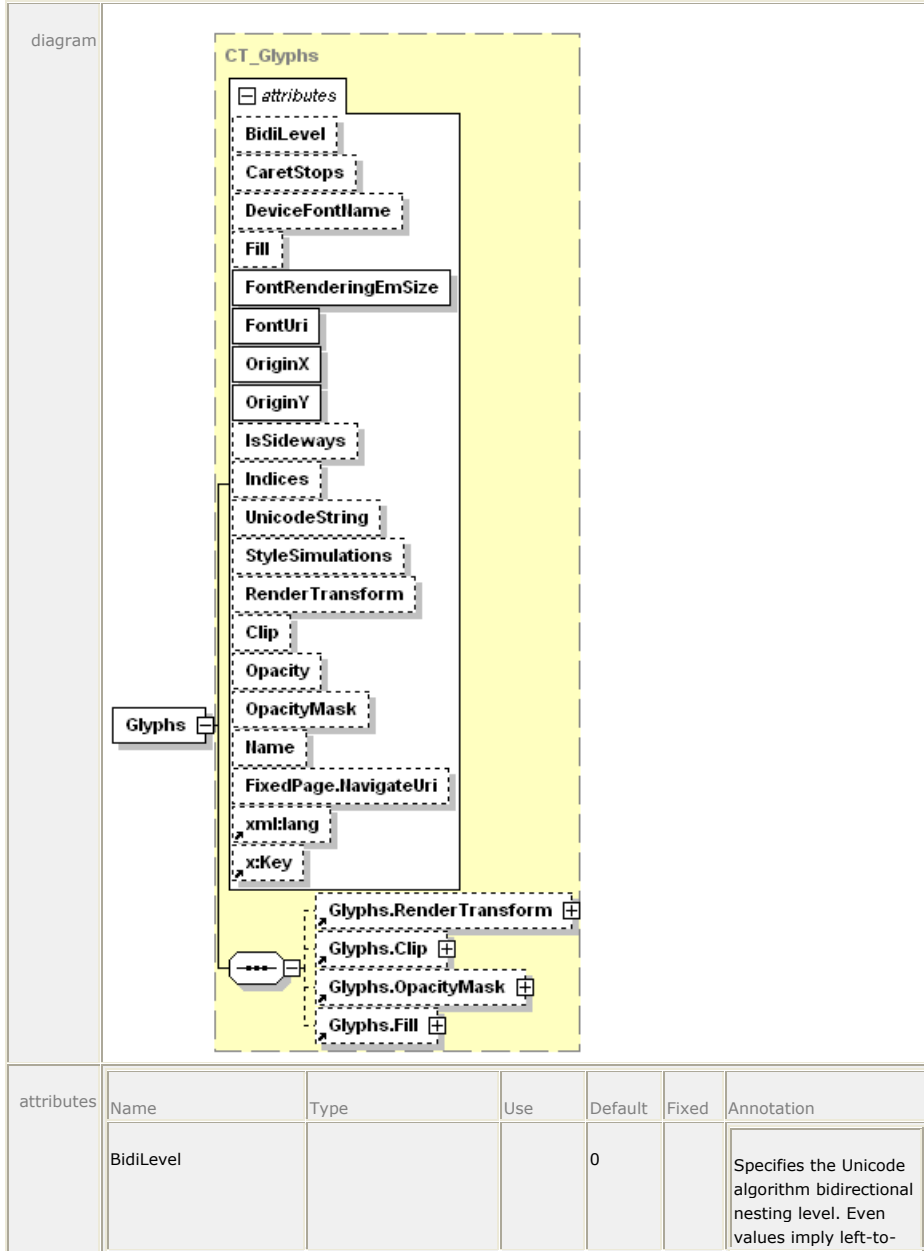 diagram
CT_Glyphs
attributes
BidiLevel
CaretStops
DeviceFontName
Fill
FontRenderingEmSize
FontUri
OriginX
OriginY
IsSideways
Indices
UnicodeString
StyleSimulations
RenderTransform
Clip
Opacity
OpacityMask
Glyphs
Name
FixedPage.NavigateUri
xml:lang
x:Key
Glyphs.RenderTransform
Glyphs.Clip
Glyphs.OpacityMask
Glyphs.Fill
attributes Name Type Use Default Fixed Annotation
BidiLevel 0 Specifies the Unicode
algorithm bidirectional
nesting level. Even
values imply left-to-